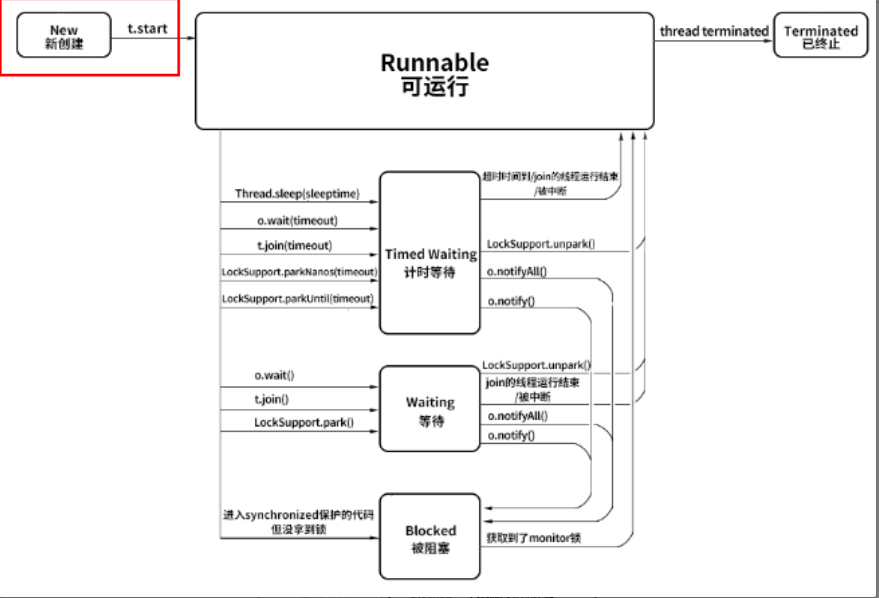 New
新创建
t.start
Runnable
可运行
thread terminated
Terminated
已终止
Thread.sleep(sleeptime)
o.wait(timeout)
t.join(timeout)
LockSupport.parkNanos(timeout)
LockSupport.parkUntil(timeout)
Timed Waiting
计时等待
超时时间到/join的线程运行结束
/被中断
LockSupport.unpark()
o.notifyAll()
o.notify()
o.wait()
t.join()
LockSupport.park()
Waiting
等待
LockSupport.unpark()
join的线程运行结束
/被中断
o.notifyAll()
o.notify()
进入synchronized保护的代码
但没拿到锁
Blocked
被阻塞
获取到了monitor锁